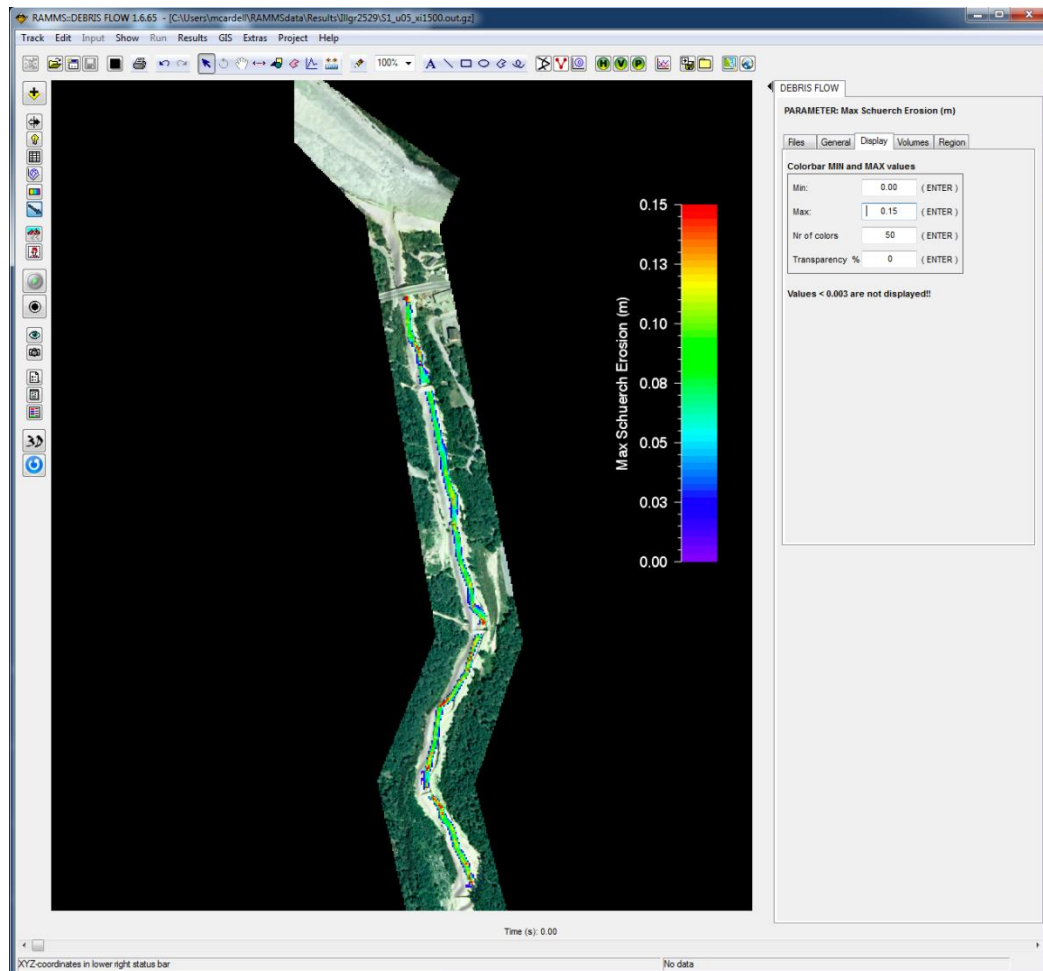 RAMMS::DEBRIS FLOW 1.6.65 - [C:\Users\mcardell\RAMMSdata\Results\Illgr2529\S1_u05_xi1500.out.gz]
Track Edit Input Show Run Results GIS Extras Project Help
100%
A
H V P
DEBRIS FLOW
PARAMETER: Max Schuerch Erosion (m)
Files General Display Volumes Region
Colorbar MIN and MAX values
Min: 0.00 ( ENTER )
Max: 0.15 ( ENTER )
Nr of colors 50 ( ENTER )
Transparency % 0 ( ENTER )
Values < 0.003 are not displayed!!
Max Schuerch Erosion (m)
0.15
0.13
0.10
0.08
0.05
0.03
0.00
3D
Time (s): 0.00
XYZ-coordinates in lower right status bar
No data